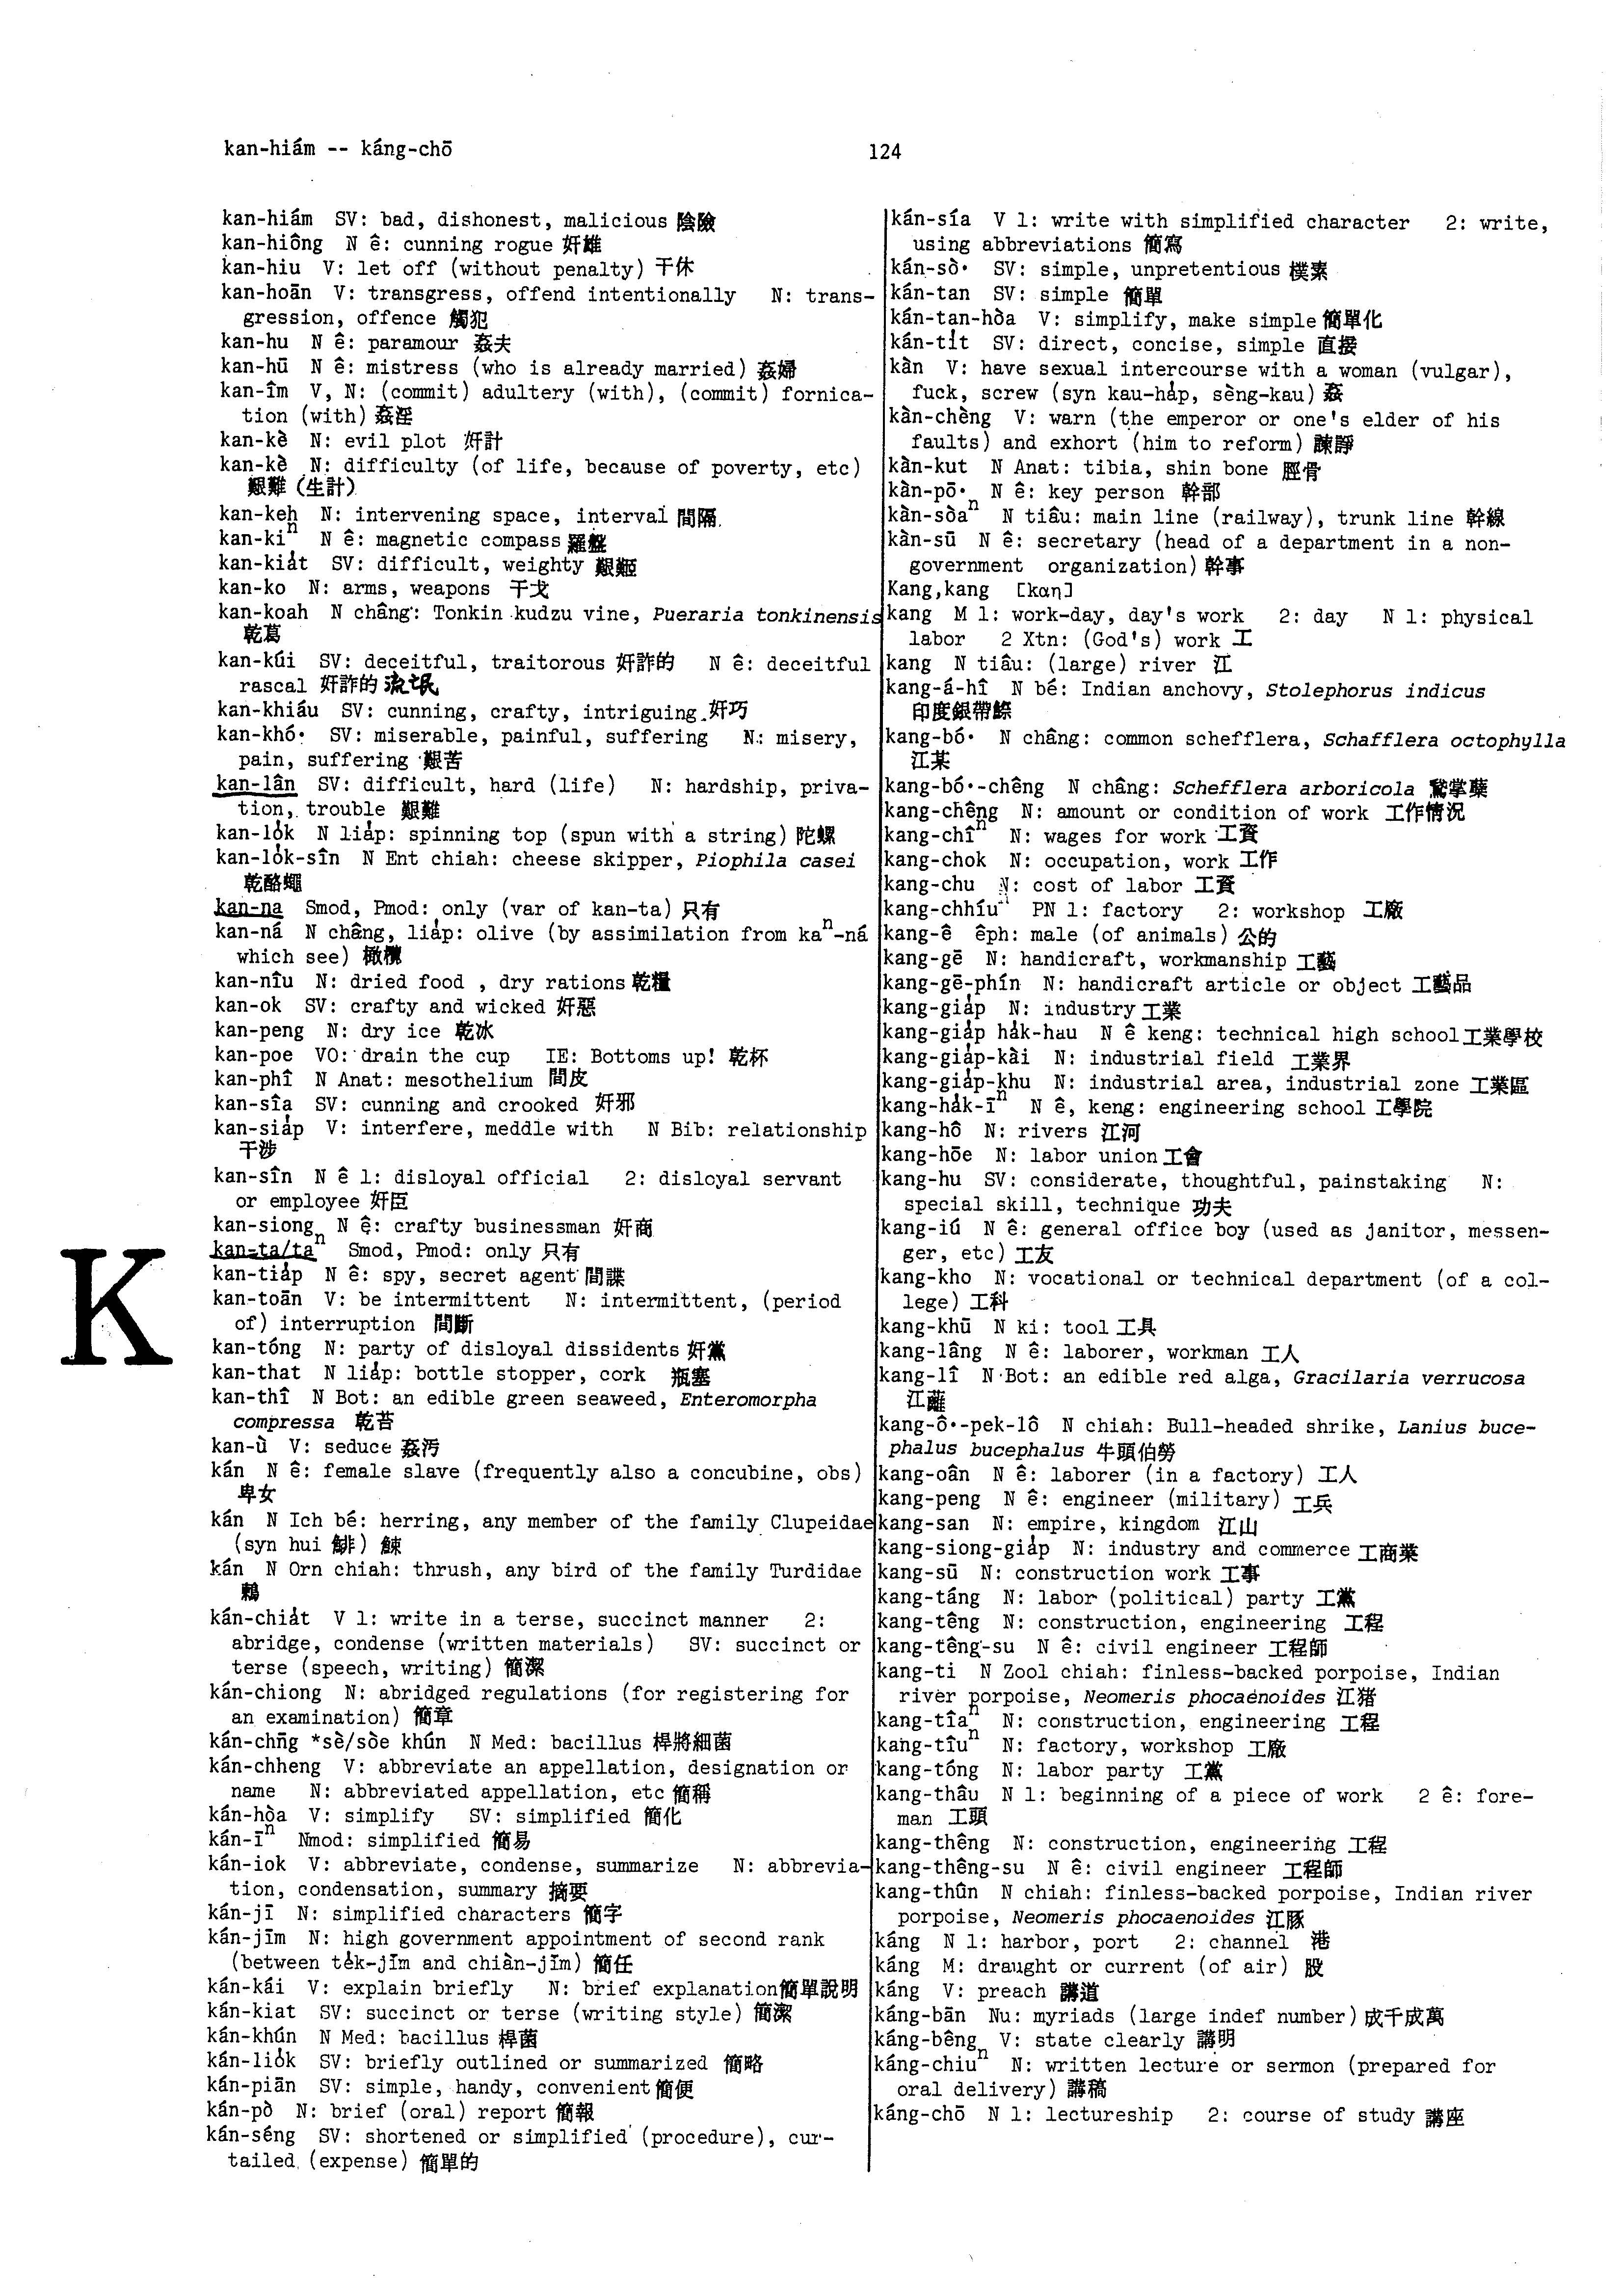 kan-hiám -- káng-chō
124
kan-hiám SV: bad, dishonest, malicious 陰險
kan-hiông N ê: cunning rogue 奸雄
kan-hiu V: let off (without penalty) 干休
kan-hoān V: transgress, offend intentionally N: trans-
gression, offence 觸犯
kan-hu N ê: paramour 姦夫
kan-hū N ê: mistress (who is already married) 姦婦
kan-îm V, N: (commit) adultery (with), (commit) fornica-
tion (with) 姦淫
kan-kè N: evil plot 奸計
kan-kè N: difficulty (of life, because of poverty, etc)
艱難 (生計)
kan-keh N: intervening space, interval 間隔
kan-kiⁿ N ê: magnetic compass 羅盤
kan-kia̍t SV: difficult, weighty 艱
kan-ko N: arms, weapons 干戈
kan-koah N châng: Tonkin kudzu vine, Pueraria tonkinensis
乾葛
kan-kúi SV: deceitful, traitorous 奸詐的 N ê: deceitful
rascal 奸詐的流氓
kan-khiáu SV: cunning, crafty, intriguing 奸巧
kan-khó͘ SV: miserable, painful, suffering N: misery,
pain, suffering 艱苦
kan-lân SV: difficult, hard (life) N: hardship, priva-
tion, trouble 艱難
kan-lo̍k N lia̍p: spinning top (spun with a string) 陀螺
kan-lo̍k-sîn N Ent chiah: cheese skipper, Piophila casei
乾酪蠅
kan-na Smod, Pmod: only (var of kan-ta) 只有
kan-ná N châng, lia̍p: olive (by assimilation from kaⁿ-ná
which see) 橄欖
kan-nîu N: dried food , dry rations 乾糧
kan-ok SV: crafty and wicked 奸惡
kan-peng N: dry ice 乾冰
kan-poe VO: drain the cup IE: Bottoms up! 乾杯
kan-phî N Anat: mesothelium 間皮
kan-sîa SV: cunning and crooked 奸邪
kan-sia̍p V: interfere, meddle with N Bib: relationship
干涉
kan-sîn N ê 1: disloyal official 2: disloyal servant
or employee 奸臣
kan-siong N ê: crafty businessman 奸商
kan-ta/taⁿ Smod, Pmod: only 只有
kan-tia̍p N ê: spy, secret agent 間諜
kan-toān V: be intermittent N: intermittent, (period
of) interruption 間斷
kan-tóng N: party of disloyal dissidents 奸黨
kan-that N lia̍p: bottle stopper, cork 瓶塞
kan-thî N Bot: an edible green seaweed, Enteromorpha
compressa 乾苔
kan-ù V: seduce 姦汚
kán N ê: female slave (frequently also a concubine, obs)
卑女
kán N Ich bé: herring, any member of the family Clupeidae
(syn hui 鯡) 鰊
kán N Orn chiah: thrush, any bird of the family Turdidae
鶫
kán-chia̍t V 1: write in a terse, succinct manner 2:
abridge, condense (written materials) SV: succinct or
terse (speech, writing) 簡潔
kán-chiong N: abridged regulations (for registering for
an examination) 簡章
kán-chn̄g *sè/sòe khún N Med: bacillus 桿將細菌
kán-chheng V: abbreviate an appellation, designation or
name N: abbreviated appellation, etc 簡稱
kán-hòa V: simplify SV: simplified 簡化
kán-īⁿ Nmod: simplified 簡易
kán-iok V: abbreviate, condense, summarize N: abbrevia-
tion, condensation, summary 摘要
kán-jī N: simplified characters 簡字
kán-jīm N: high government appointment of second rank
(between te̍k-jīm and chiàn-jīm) 簡任
kán-kái V: explain briefly N: brief explanation 簡單說明
kán-kiat SV: succinct or terse (writing style) 簡潔
kán-khún N Med: bacillus 桿菌
kán-lio̍k SV: briefly outlined or summarized 簡略
kán-piān SV: simple, handy, convenient 簡便
kán-pò N: brief (oral) report 簡報
kán-séng SV: shortened or simplified (procedure), cur-
tailed (expense) 簡單的
K
kán-sía V 1: write with simplified character 2: write,
using abbreviations 簡寫
kán-sò͘ SV: simple, unpretentious 樸素
kán-tan SV: simple 簡單
kán-tan-hòa V: simplify, make simple 簡單化
kán-ti̍t SV: direct, concise, simple 直接
kàn V: have sexual intercourse with a woman (vulgar),
fuck, screw (syn kau-ha̍p, sèng-kau) 姦
kàn-chèng V: warn (the emperor or one's elder of his
faults) and exhort (him to reform) 諫諍
kàn-kut N Anat: tibia, shin bone 脛骨
kàn-pō͘ N ê: key person 幹部
kàn-sòaⁿ N tiâu: main line (railway), trunk line 幹線
kàn-sū N ê: secretary (head of a department in a non-
government organization) 幹事
Kang,kang [kɑŋ]
kang M 1: work-day, day's work 2: day N 1: physical
labor 2 Xtn: (God's) work 工
kang N tiâu: (large) river 江
kang-á-hî N bé: Indian anchovy, Stolephorus indicus
印度銀帶鰶
kang-bó͘ N châng: common schefflera, Schafflera octophylla
江某
kang-bó͘-chêng N châng: Schefflera arboricola 鵞掌蘗
kang-chêng N: amount or condition of work 工作情況
kang-chîⁿ N: wages for work 工資
kang-chok N: occupation, work 工作
kang-chu N: cost of labor 工資
kang-chhíuⁿ PN 1: factory 2: workshop 工廠
kang-ê êph: male (of animals) 公的
kang-gē N: handicraft, workmanship 工藝
kang-gē-phín N: handicraft article or object 工藝品
kang-gia̍p N: industry 工業
kang-gia̍p ha̍k-hau N ê keng: technical high school 工業學校
kang-gia̍p-kài N: industrial field 工業界
kang-gia̍p-khu N: industrial area, industrial zone 工業區
kang-ha̍k-īⁿ N ê, keng: engineering school 工學院
kang-hô N: rivers 江河
kang-hōe N: labor union 工會
kang-hu SV: considerate, thoughtful, painstaking N:
special skill, technique 功夫
kang-iú N ê: general office boy (used as janitor, messen-
ger, etc) 工友
kang-kho N: vocational or technical department (of a col-
lege) 工科
kang-khū N ki: tool 工具
kang-lâng N ê: laborer, workman 工人
kang-lî N Bot: an edible red alga, Gracilaria verrucosa
江蘺
kang-ô͘-pek-lô N chiah: Bull-headed shrike, Lanius buce-
phalus bucephalus 牛頭伯勞
kang-oân N ê: laborer (in a factory) 工人
kang-peng N ê: engineer (military) 工兵
kang-san N: empire, kingdom 江山
kang-siong-gia̍p N: industry and commerce 工商業
kang-sū N: construction work 工事
kang-táng N: labor (political) party 工黨
kang-têng N: construction, engineering 工程
kang-têng-su N ê: civil engineer 工程師
kang-ti N Zool chiah: finless-backed porpoise, Indian
river porpoise, Neomeris phocaenoides 江猪
kang-tîaⁿ N: construction, engineering 工程
kang-tîuⁿ N: factory, workshop 工廠
kang-tóng N: labor party 工黨
kang-thâu N 1: beginning of a piece of work 2 ê: fore-
man 工頭
kang-thêng N: construction, engineering 工程
kang-thêng-su N ê: civil engineer 工程師
kang-thûn N chiah: finless-backed porpoise, Indian river
porpoise, Neomeris phocaenoides 江豚
káng N 1: harbor, port 2: channel 港
káng M: draught or current (of air) 股
káng V: preach 講道
káng-bān Nu: myriads (large indef number) 成千成萬
káng-bêng V: state clearly 講明
káng-chiuⁿ N: written lecture or sermon (prepared for
oral delivery) 講稿
káng-chō N 1: lectureship 2: course of study 講座